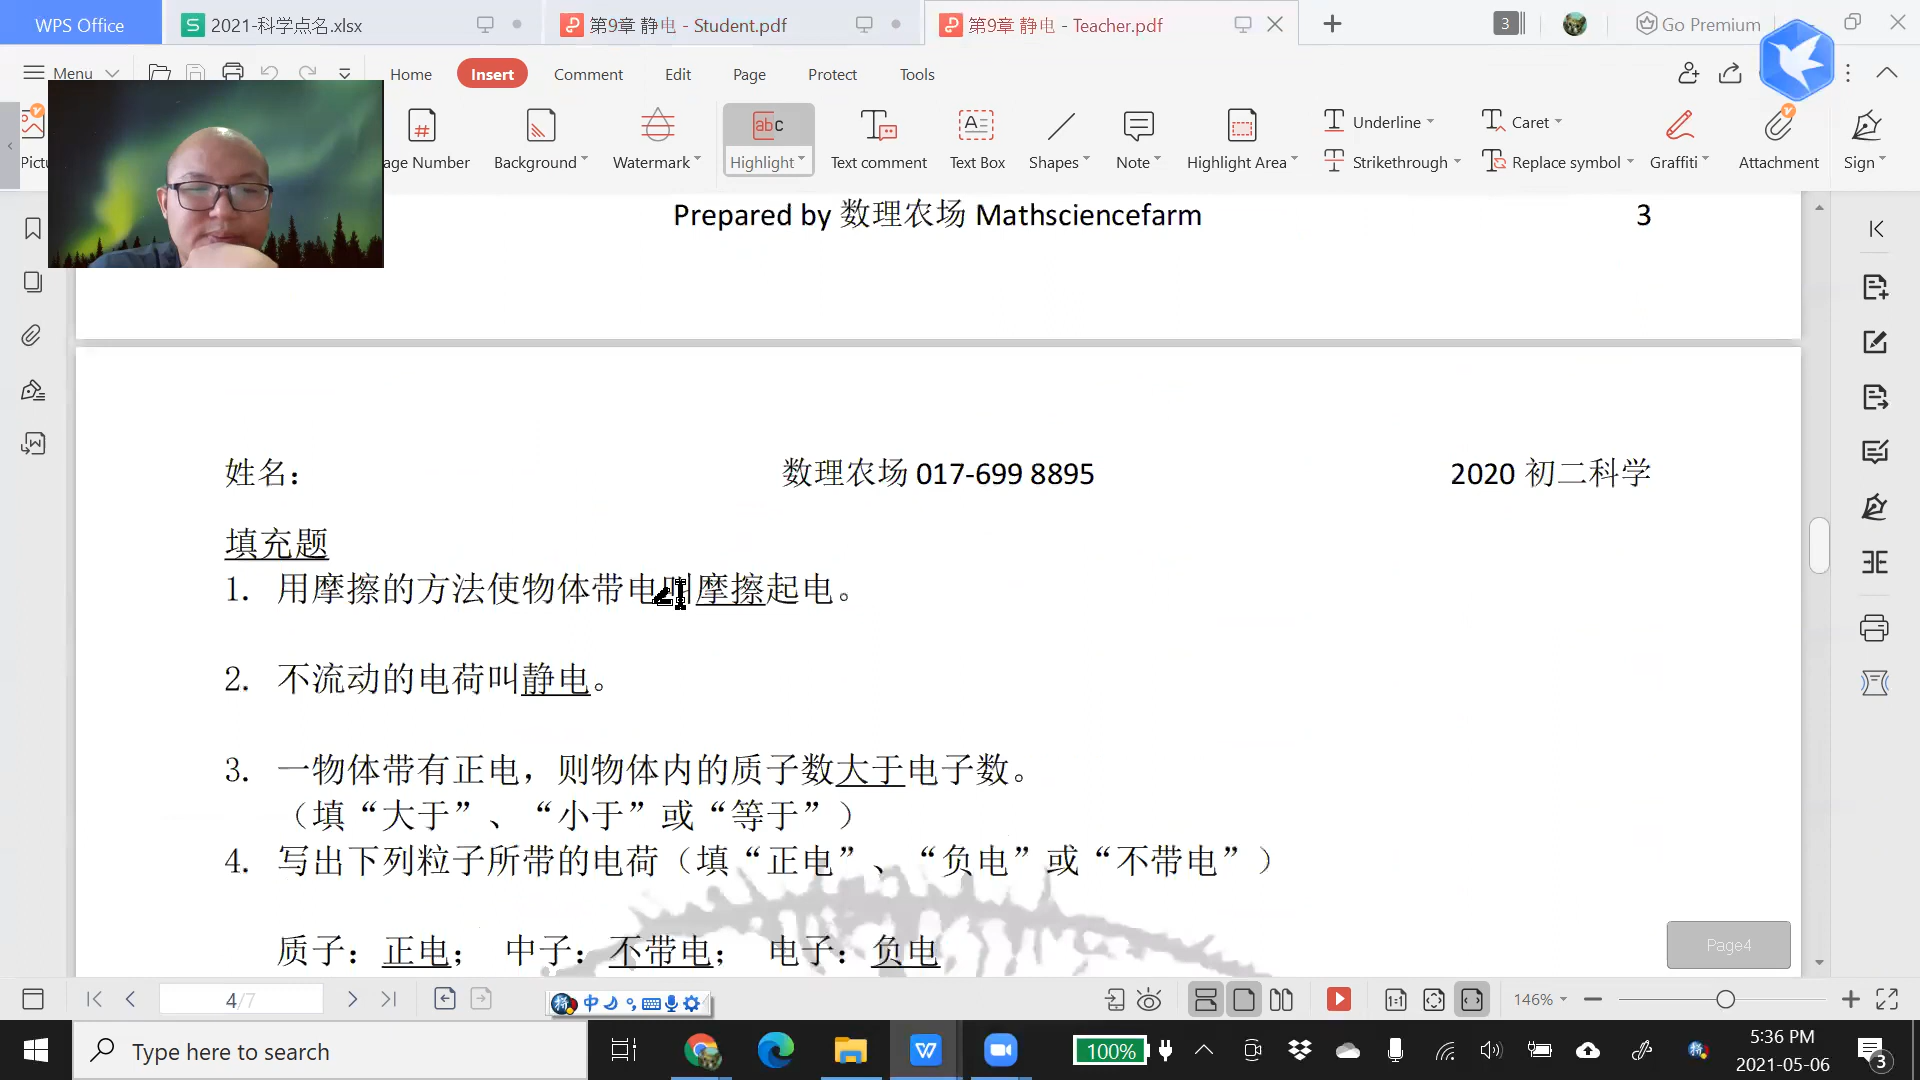 WPS Office 2021-科学点名.xlsx 第9章 静电 - Student.pdf 第9章 静电 - Teacher.pdf 3 Go Premium
Menu Home Insert Comment Edit Page Protect Tools
Underline Caret
age Number Background Watermark Highlight Text comment Text Box Shapes Note Highlight Area Strikethrough Replace symbol Graffiti Attachment Sign
Prepared by 数理农场 Mathsciencefarm 3
姓名： 数理农场 017-699 8895 2020 初二科学
填充题
1. 用摩擦的方法使物体带电叫摩擦起电。
2. 不流动的电荷叫静电。
3. 一物体带有正电，则物体内的质子数大于电子数。
（填“大于”、“小于”或“等于”）
4. 写出下列粒子所带的电荷（填“正电”、“负电”或“不带电”）
质子：正电； 中子：不带电； 电子：负电
Page4
4/7 中 146%
Type here to search 100% 5:36 PM
2021-05-06 3